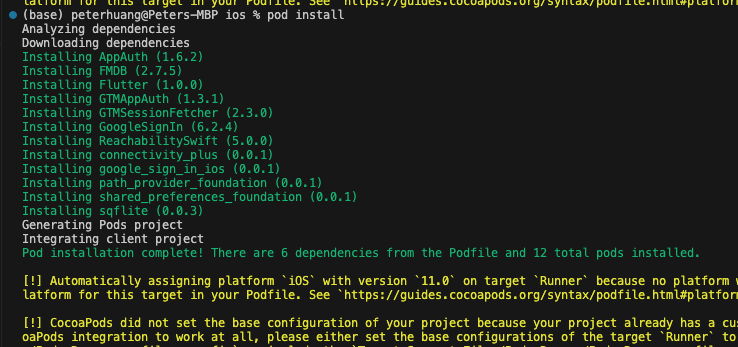 latform for this target in your Podfile. See `https://guides.cocoapods.org/syntax/podfile.html#platfor
(base) peterhuang@Peters-MBP ios % pod install
Analyzing dependencies
Downloading dependencies
Installing AppAuth (1.6.2)
Installing FMDB (2.7.5)
Installing Flutter (1.0.0)
Installing GTMAppAuth (1.3.1)
Installing GTMSessionFetcher (2.3.0)
Installing GoogleSignIn (6.2.4)
Installing ReachabilitySwift (5.0.0)
Installing connectivity_plus (0.0.1)
Installing google_sign_in_ios (0.0.1)
Installing path_provider_foundation (0.0.1)
Installing shared_preferences_foundation (0.0.1)
Installing sqflite (0.0.3)
Generating Pods project
Integrating client project
Pod installation complete! There are 6 dependencies from the Podfile and 12 total pods installed.
[!] Automatically assigning platform `iOS` with version `11.0` on target `Runner` because no platform w
latform for this target in your Podfile. See `https://guides.cocoapods.org/syntax/podfile.html#platfor
[!] CocoaPods did not set the base configuration of your project because your project already has a cus
oaPods integration to work at all, please either set the base configurations of the target `Runner` to